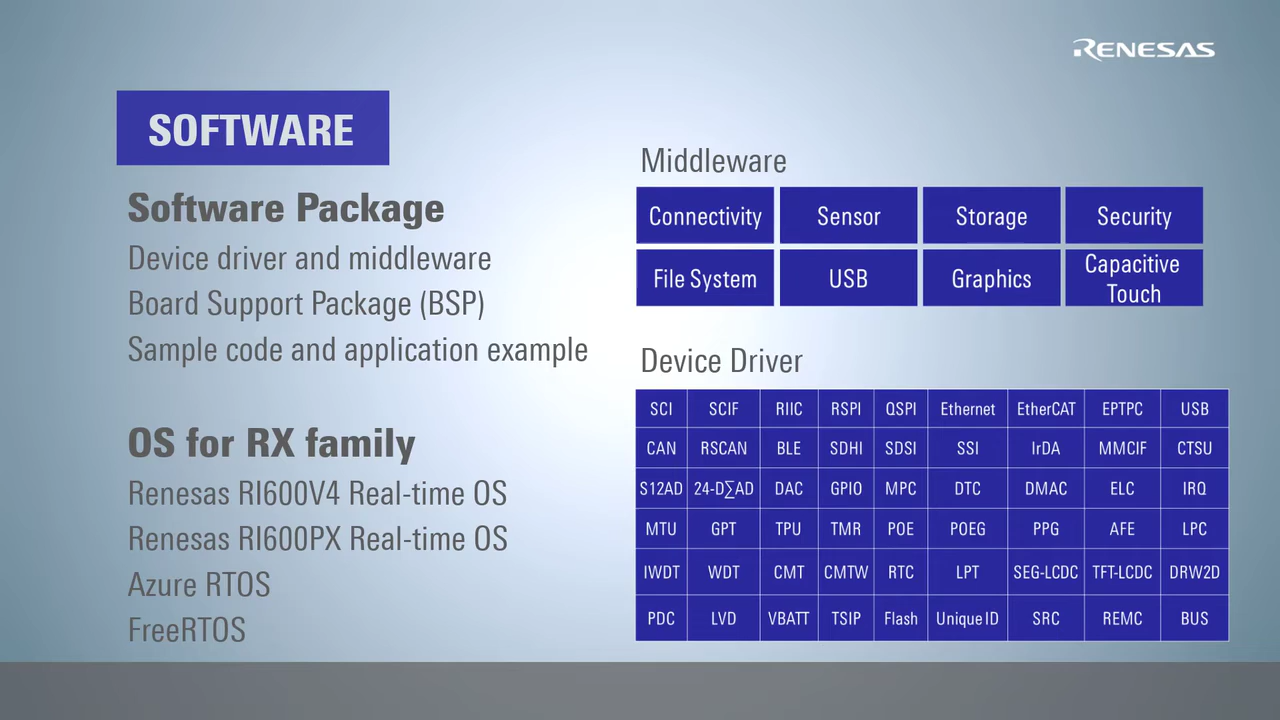 RENESAS
SOFTWARE
Software Package
Device driver and middleware
Board Support Package (BSP)
Sample code and application example
OS for RX family
Renesas RI600V4 Real-time OS
Renesas RI600PX Real-time OS
Azure RTOS
FreeRTOS
Middleware
Connectivity Sensor Storage Security
File System USB Graphics Capacitive
Touch
Device Driver
SCI SCIF RIIC RSPI QSPI Ethernet EtherCAT EPTPC USB
CAN RSCAN BLE SDHI SDSI SSI IrDA MMCIF CTSU
S12AD 24-D∑AD DAC GPIO MPC DTC DMAC ELC IRQ
MTU GPT TPU TMR POE POEG PPG AFE LPC
IWDT WDT CMT CMTW RTC LPT SEG-LCDC TFT-LCDC DRW2D
PDC LVD VBATT TSIP Flash Unique ID SRC REMC BUS